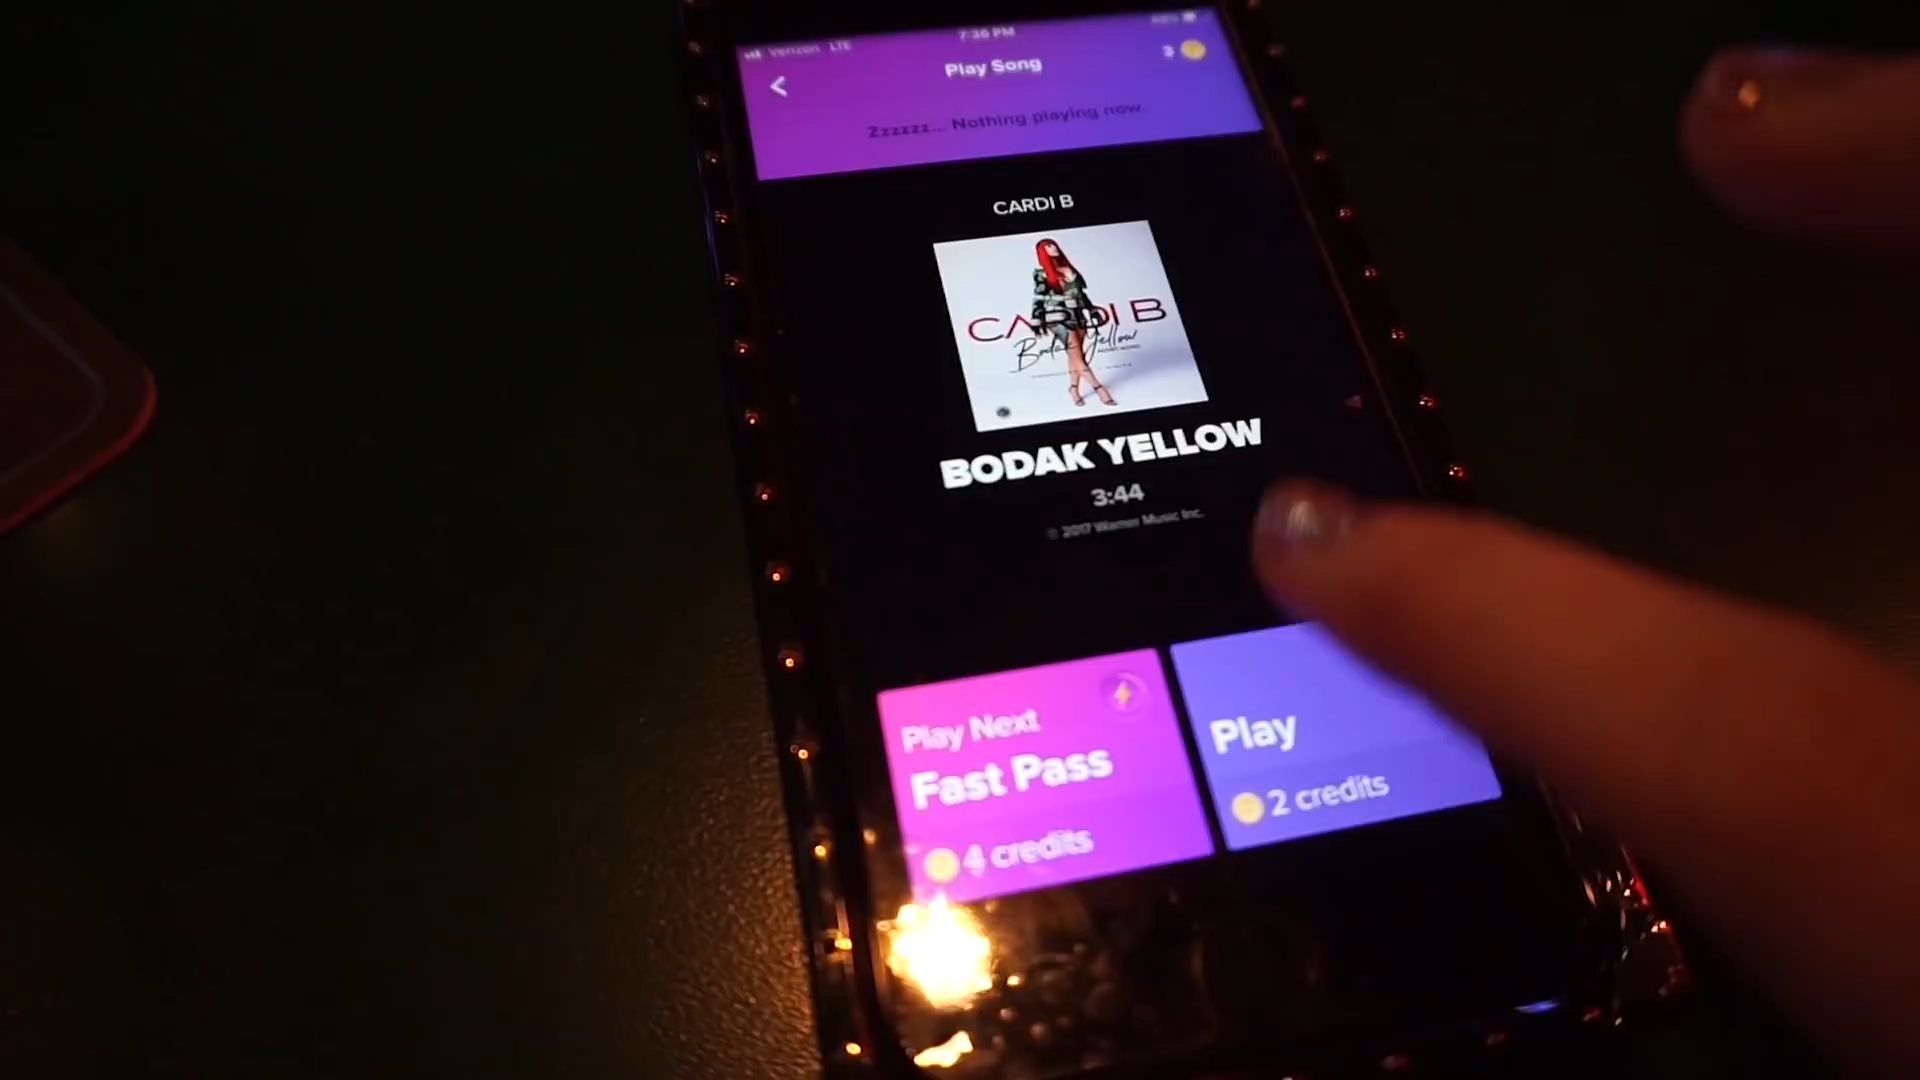 Verizon LTE
7:36 PM
Play Song
3
Zzzzzz... Nothing playing now.
CARDI B
CARDI B
Bodak Yellow
BODAK YELLOW
3:44
© 2017 Warner Music Inc.
Play Next
Fast Pass
4 credits
Play
2 credits